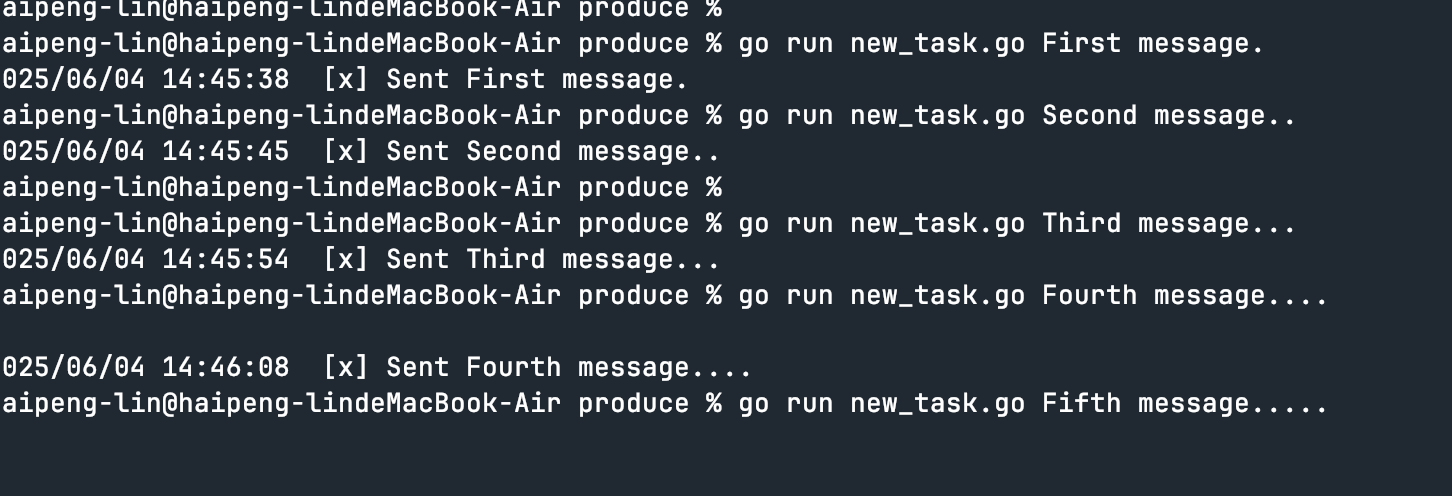 aipeng-lin@haipeng-lindeMacBook-Air produce %
aipeng-lin@haipeng-lindeMacBook-Air produce % go run new_task.go First message.
025/06/04 14:45:38  [x] Sent First message.
aipeng-lin@haipeng-lindeMacBook-Air produce % go run new_task.go Second message..
025/06/04 14:45:45  [x] Sent Second message..
aipeng-lin@haipeng-lindeMacBook-Air produce %
aipeng-lin@haipeng-lindeMacBook-Air produce % go run new_task.go Third message...
025/06/04 14:45:54  [x] Sent Third message...
aipeng-lin@haipeng-lindeMacBook-Air produce % go run new_task.go Fourth message....
025/06/04 14:46:08  [x] Sent Fourth message....
aipeng-lin@haipeng-lindeMacBook-Air produce % go run new_task.go Fifth message.....